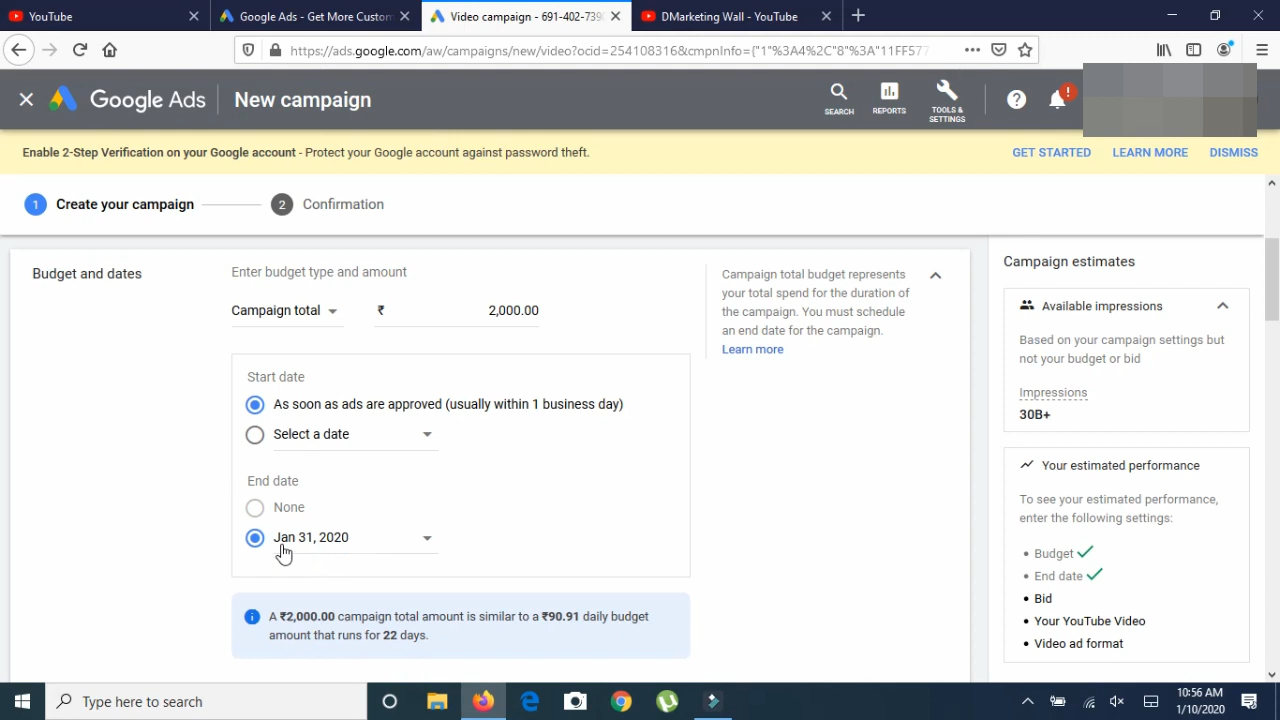 YouTube
Google Ads - Get More Custom
Video campaign - 691-402-739
DMarketing Wall - YouTube
https://ads.google.com/aw/campaigns/new/video?ocid=254108316&cmpnInfo={"1"%3A4%2C"8"%3A"11FF577
Google Ads
New campaign
SEARCH
REPORTS
TOOLS &
SETTINGS
Enable 2-Step Verification on your Google account - Protect your Google account against password theft.
GET STARTED
LEARN MORE
DISMISS
1 Create your campaign
2 Confirmation
Budget and dates
Enter budget type and amount
Campaign total
₹ 2,000.00
Start date
As soon as ads are approved (usually within 1 business day)
Select a date
End date
None
Jan 31, 2020
A ₹2,000.00 campaign total amount is similar to a ₹90.91 daily budget
amount that runs for 22 days.
Campaign total budget represents
your total spend for the duration of
the campaign. You must schedule
an end date for the campaign.
Learn more
Campaign estimates
Available impressions
Based on your campaign settings but
not your budget or bid
Impressions
30B+
Your estimated performance
To see your estimated performance,
enter the following settings:
• Budget
• End date
• Bid
• Your YouTube Video
• Video ad format
Type here to search
10:56 AM
1/10/2020